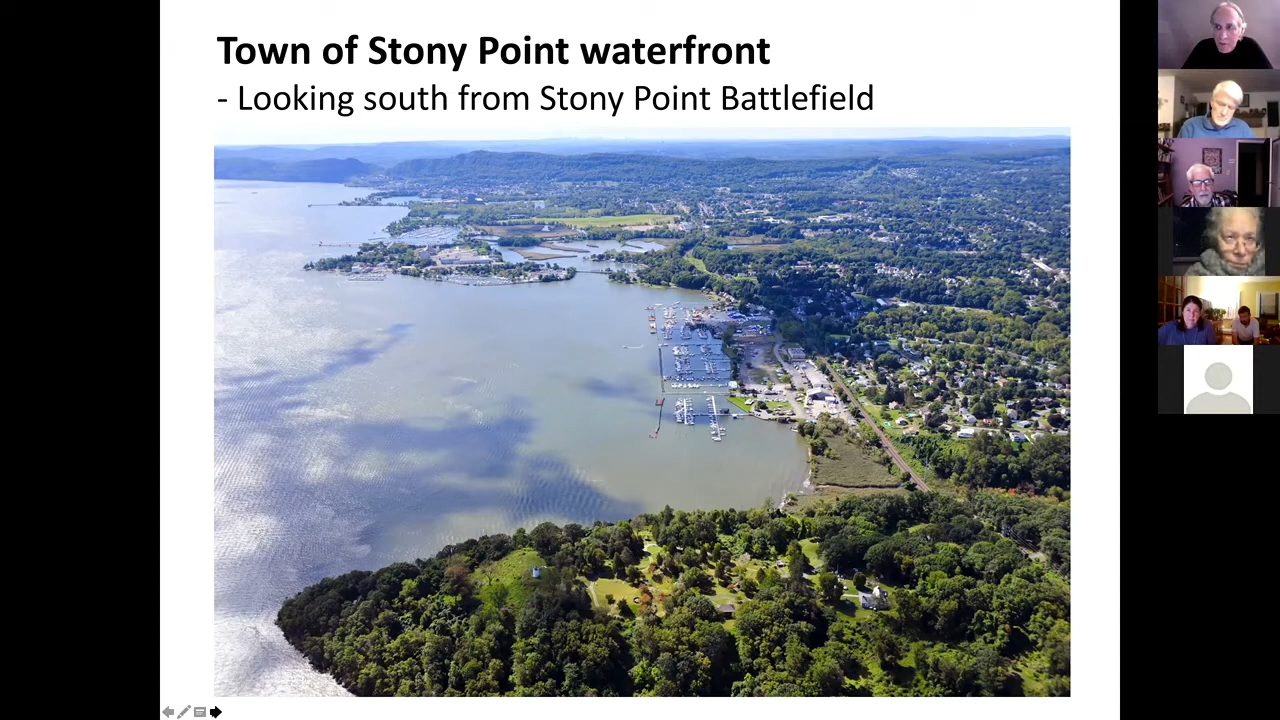 Town of Stony Point waterfront
- Looking south from Stony Point Battlefield